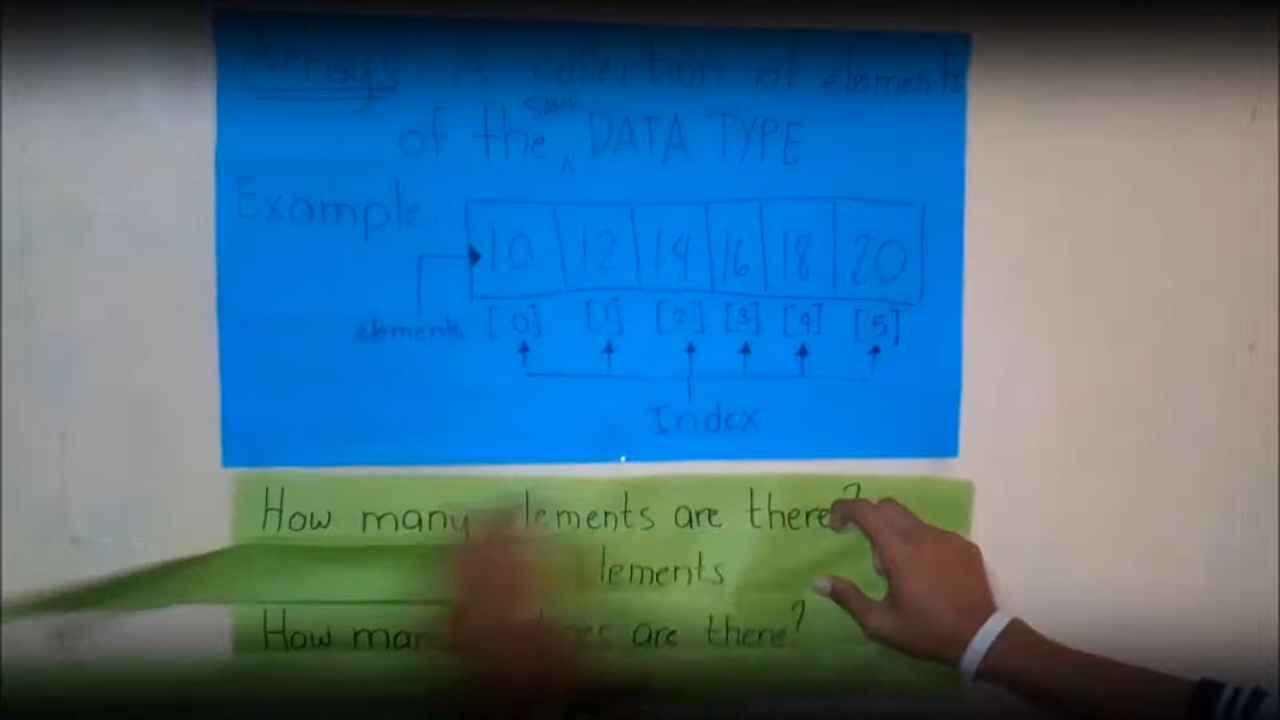 Arrays A collection of elements
same
of the ^ DATA TYPE
Example
10 12 14 16 18 20
elements [0] [1] [2] [3] [4] [5]
Index
How many elements are there?
lements
How many are there?